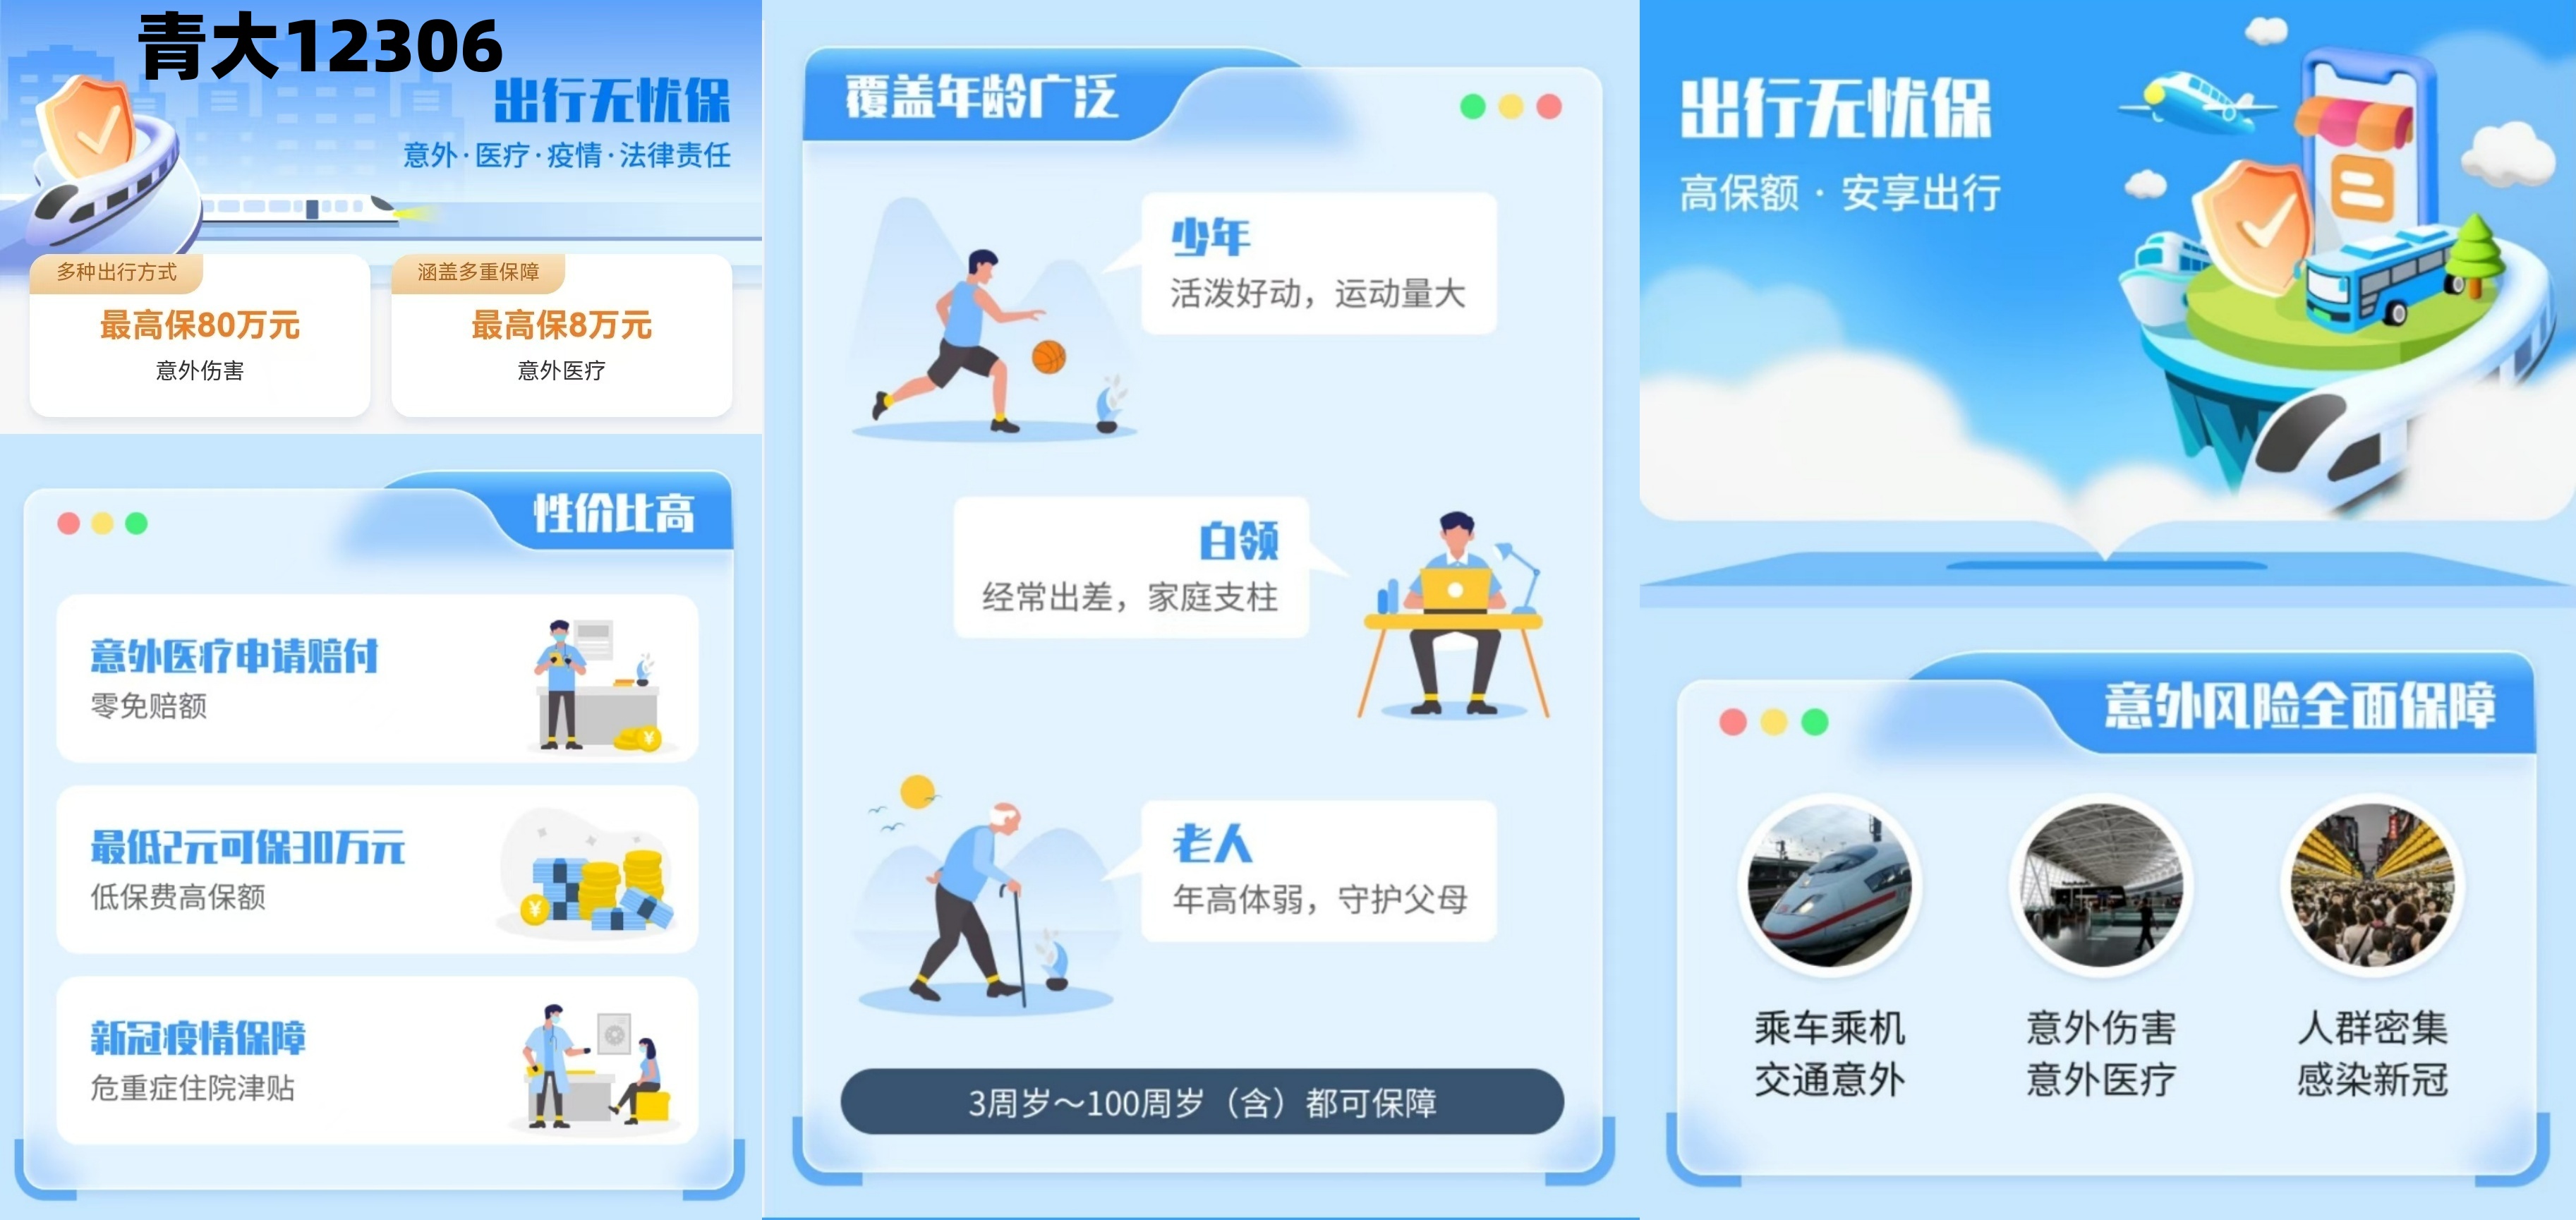 青大12306
出行无忧保
意外·医疗·疫情·法律责任
多种出行方式
最高保80万元
意外伤害
涵盖多重保障
最高保8万元
意外医疗
性价比高
意外医疗申请赔付
零免赔额
最低2元可保30万元
低保费高保额
新冠疫情保障
危重症住院津贴
覆盖年龄广泛
少年
活泼好动，运动量大
白领
经常出差，家庭支柱
老人
年高体弱，守护父母
3周岁～100周岁（含）都可保障
出行无忧保
高保额·安享出行
意外风险全面保障
乘车乘机
交通意外
意外伤害
意外医疗
人群密集
感染新冠